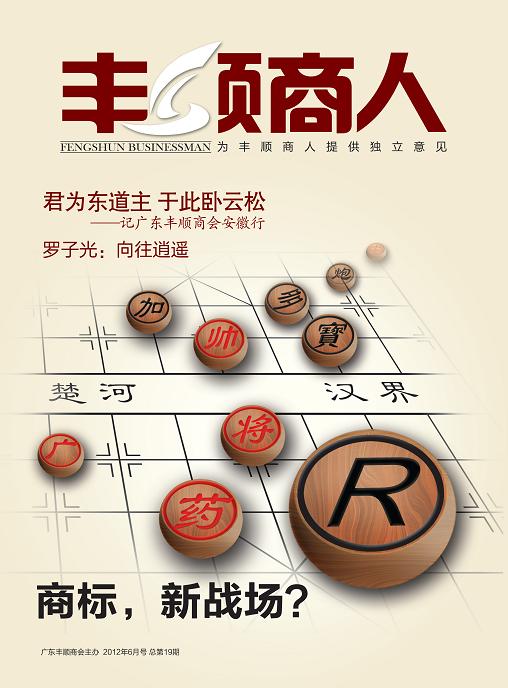 丰顺商人
FENGSHUN BUSINESSMAN 为丰顺商人提供独立意见
君为东道主 于此卧云松
——记广东丰顺商会安徽行
罗子光：向往逍遥
炮
加
多
帅
寶
楚河 汉界
将
广
R
药
商标，新战场？
广东丰顺商会主办 2012年6月号 总第19期